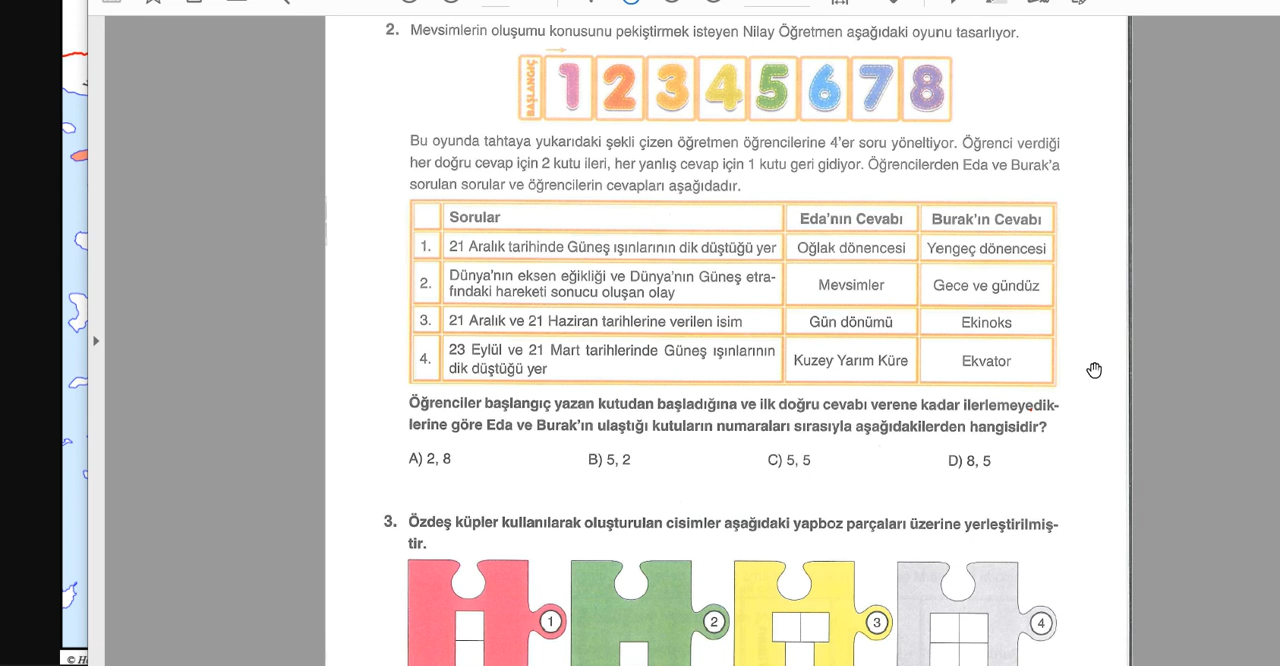 2. Mevsimlerin oluşumu konusunu pekiştirmek isteyen Nilay Öğretmen aşağıdaki oyunu tasarlıyor.
BAŞLANGIÇ 1 2 3 4 5 6 7 8
Bu oyunda tahtaya yukarıdaki şekli çizen öğretmen öğrencilerine 4'er soru yöneltiyor. Öğrenci verdiği
her doğru cevap için 2 kutu ileri, her yanlış cevap için 1 kutu geri gidiyor. Öğrencilerden Eda ve Burak'a
sorulan sorular ve öğrencilerin cevapları aşağıdadır.
Sorular Eda'nın Cevabı Burak'ın Cevabı
1. 21 Aralık tarihinde Güneş ışınlarının dik düştüğü yer Oğlak dönencesi Yengeç dönencesi
2. Dünya'nın eksen eğikliği ve Dünya'nın Güneş etra-
fındaki hareketi sonucu oluşan olay Mevsimler Gece ve gündüz
3. 21 Aralık ve 21 Haziran tarihlerine verilen isim Gün dönümü Ekinoks
4. 23 Eylül ve 21 Mart tarihlerinde Güneş ışınlarının
dik düştüğü yer Kuzey Yarım Küre Ekvator
Öğrenciler başlangıç yazan kutudan başladığına ve ilk doğru cevabı verene kadar ilerlemeyedik-
lerine göre Eda ve Burak'ın ulaştığı kutuların numaraları sırasıyla aşağıdakilerden hangisidir?
A) 2, 8 B) 5, 2 C) 5, 5 D) 8, 5
3. Özdeş küpler kullanılarak oluşturulan cisimler aşağıdaki yapboz parçaları üzerine yerleştirilmiş-
tir.
1 2 3 4